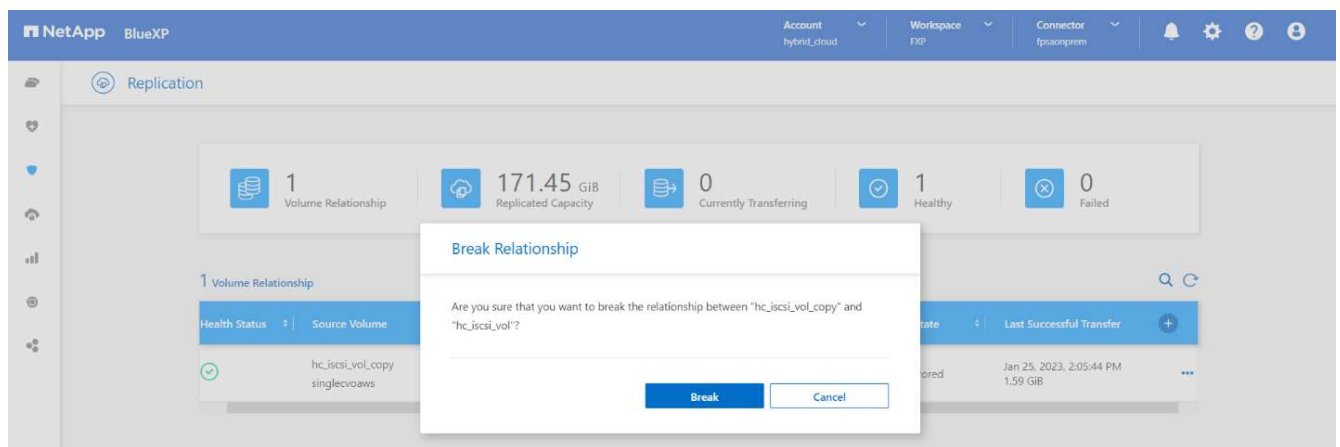 NetApp BlueXP
Account
hybrid_cloud
Workspace
FXP
Connector
fpsaonprem
Replication
1
Volume Relationship
171.45 GiB
Replicated Capacity
0
Currently Transferring
1
Healthy
0
Failed
Break Relationship
Are you sure that you want to break the relationship between "hc_iscsi_vol_copy" and
"hc_iscsi_vol"?
Break Cancel
1 Volume Relationship
Health Status Source Volume Last Successful Transfer
hc_iscsi_vol_copy
singlecvoaws
Jan 25, 2023, 2:05:44 PM
1.59 GiB